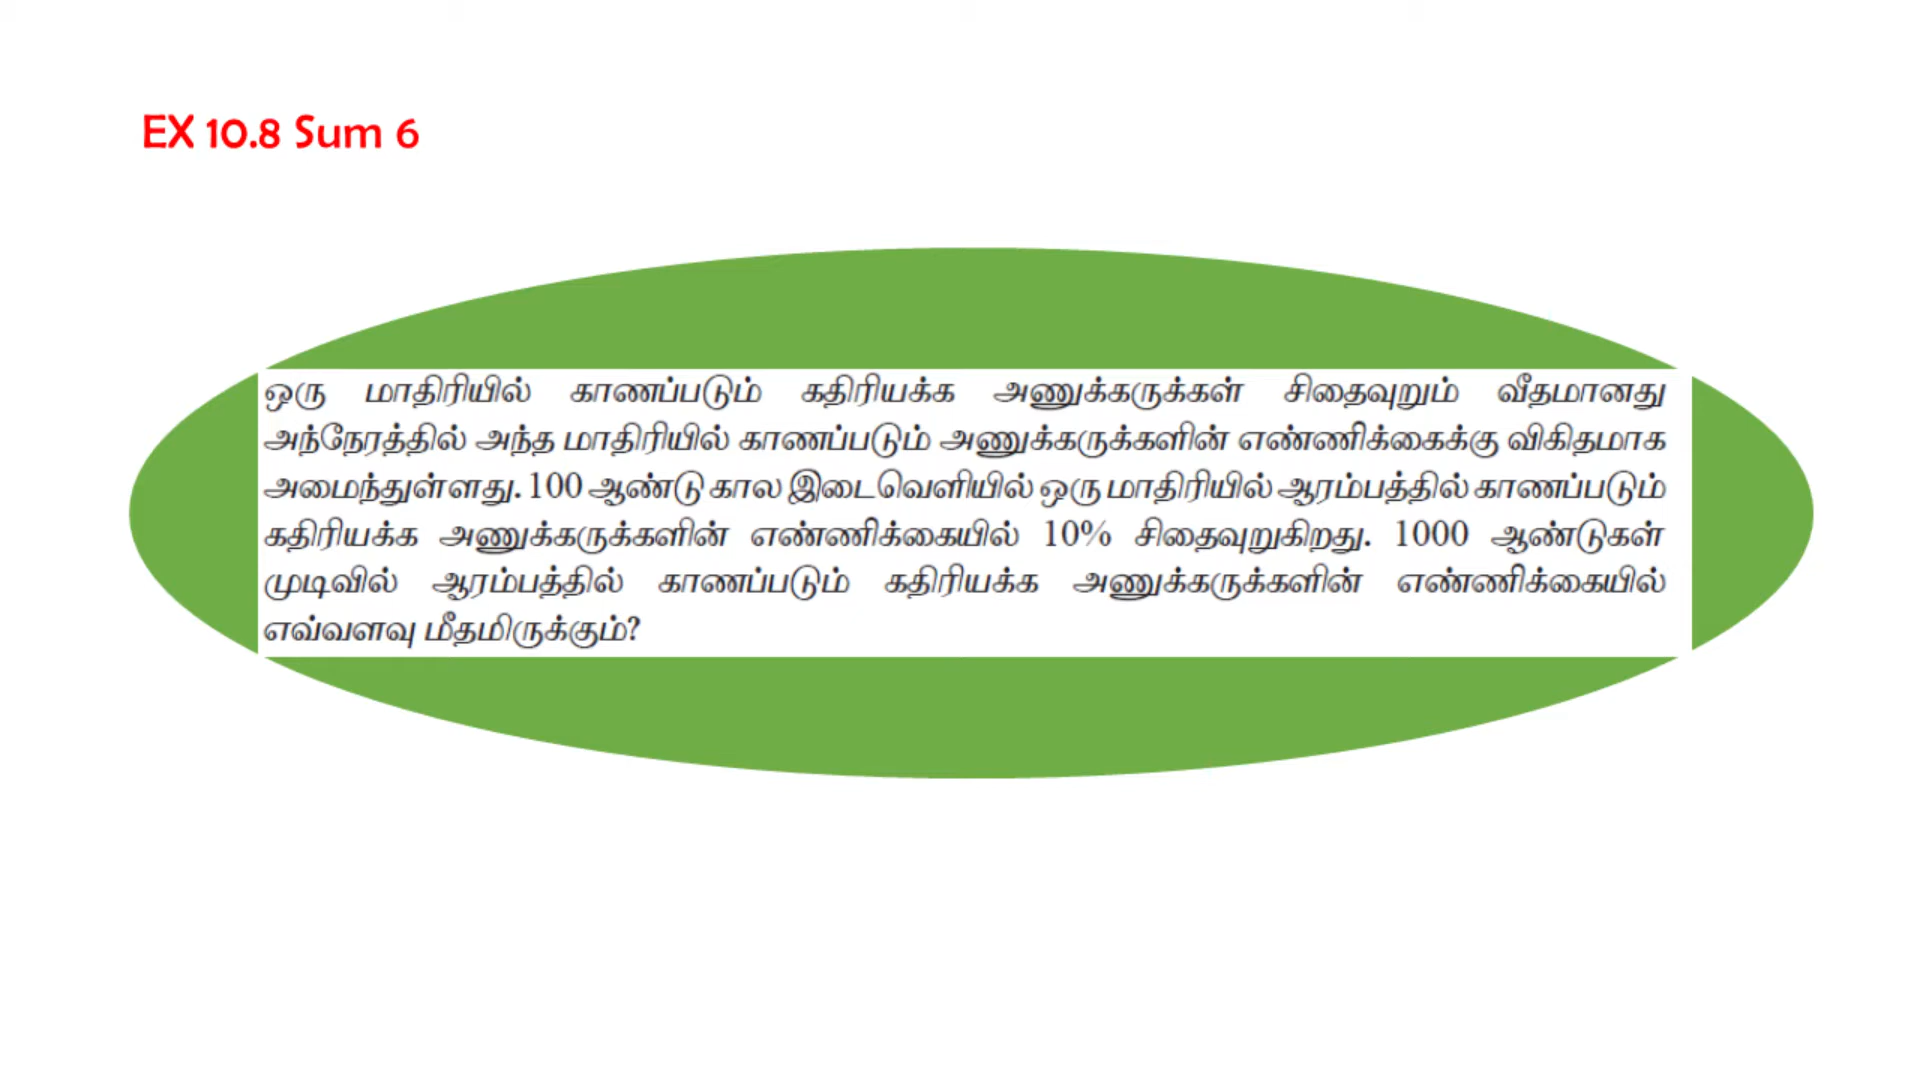 EX 10.8 Sum 6
ஒரு மாதிரியில் காணப்படும் கதிரியக்க அணுக்கருக்கள் சிதைவுறும் வீதமானது
அந்நேரத்தில் அந்த மாதிரியில் காணப்படும் அணுக்கருக்களின் எண்ணிக்கைக்கு விகிதமாக
அமைந்துள்ளது. 100 ஆண்டு கால இடைவெளியில் ஒரு மாதிரியில் ஆரம்பத்தில் காணப்படும்
கதிரியக்க அணுக்கருக்களின் எண்ணிக்கையில் 10% சிதைவுறுகிறது. 1000 ஆண்டுகள்
முடிவில் ஆரம்பத்தில் காணப்படும் கதிரியக்க அணுக்கருக்களின் எண்ணிக்கையில்
எவ்வளவு மீதமிருக்கும்?